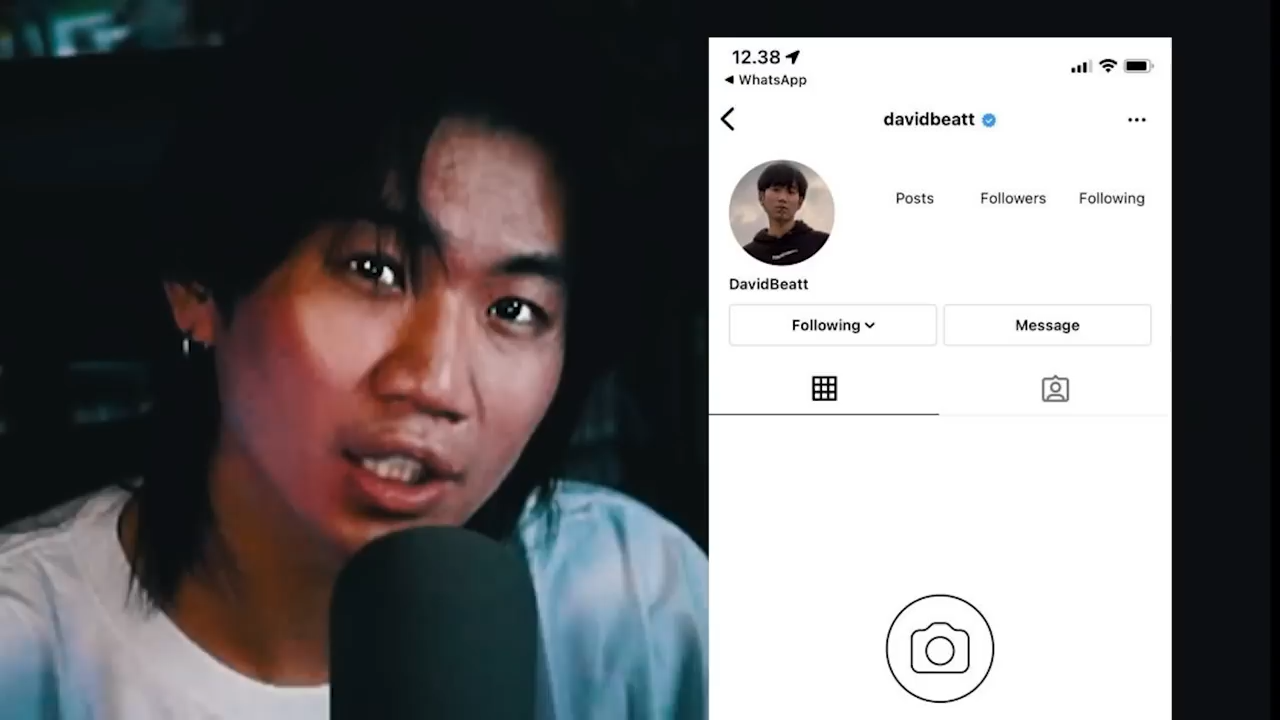 12.38
WhatsApp
davidbeatt
Posts Followers Following
DavidBeatt
Following Message